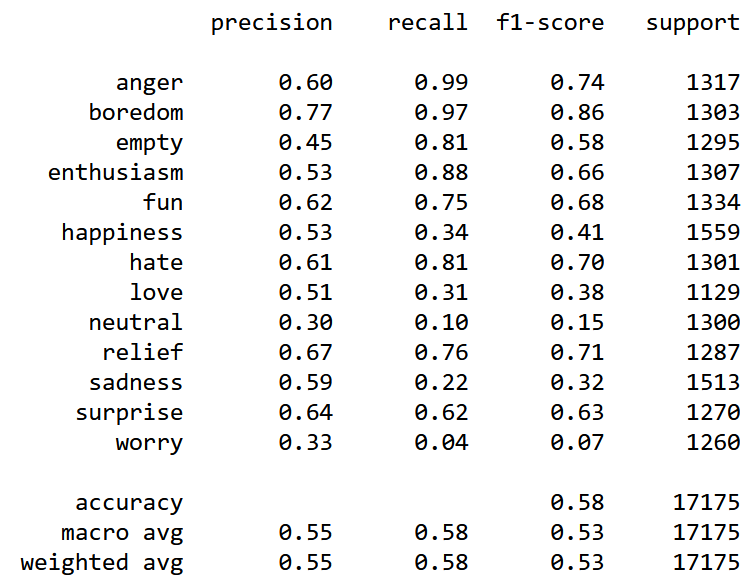 precision recall f1-score support
anger 0.60 0.99 0.74 1317
boredom 0.77 0.97 0.86 1303
empty 0.45 0.81 0.58 1295
enthusiasm 0.53 0.88 0.66 1307
fun 0.62 0.75 0.68 1334
happiness 0.53 0.34 0.41 1559
hate 0.61 0.81 0.70 1301
love 0.51 0.31 0.38 1129
neutral 0.30 0.10 0.15 1300
relief 0.67 0.76 0.71 1287
sadness 0.59 0.22 0.32 1513
surprise 0.64 0.62 0.63 1270
worry 0.33 0.04 0.07 1260
accuracy 0.58 17175
macro avg 0.55 0.58 0.53 17175
weighted avg 0.55 0.58 0.53 17175